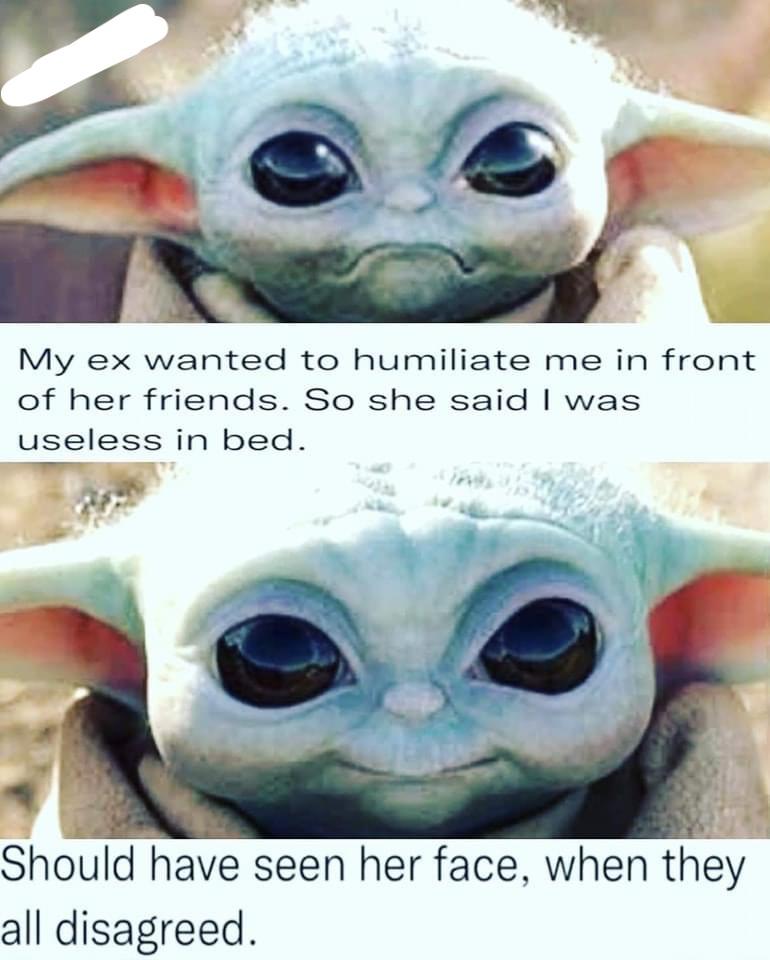 My ex wanted to humiliate me in front
of her friends. So she said I was
useless in bed.
Should have seen her face, when they
all disagreed.